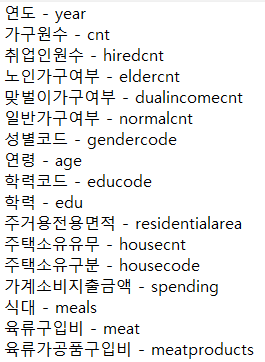 연도 - year
가구원수 - cnt
취업인원수 - hiredcnt
노인가구여부 - eldercnt
맞벌이가구여부 - dualincomecnt
일반가구여부 - normalcnt
성별코드 - gendercode
연령 - age
학력코드 - educode
학력 - edu
주거용전용면적 - residentialarea
주택소유유무 - housecnt
주택소유구분 - housecode
가계소비지출금액 - spending
식대 - meals
육류구입비 - meat
육류가공품구입비 - meatproducts